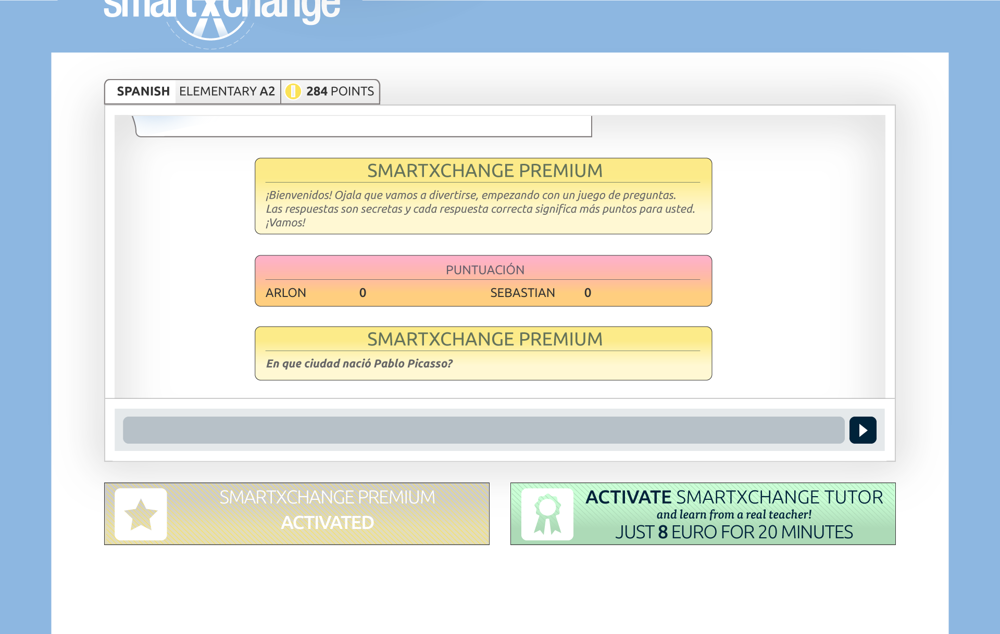 smartxchange
SPANISH ELEMENTARY A2 284 POINTS
SMARTXCHANGE PREMIUM
¡Bienvenidos! Ojala que vamos a divertirse, empezando con un juego de preguntas.
Las respuestas son secretas y cada respuesta correcta significa más puntos para usted.
¡Vamos!
PUNTUACIÓN
ARLON 0 SEBASTIAN 0
SMARTXCHANGE PREMIUM
En que ciudad nació Pablo Picasso?
SMARTXCHANGE PREMIUM
ACTIVATED
ACTIVATE SMARTXCHANGE TUTOR
and learn from a real teacher!
JUST 8 EURO FOR 20 MINUTES